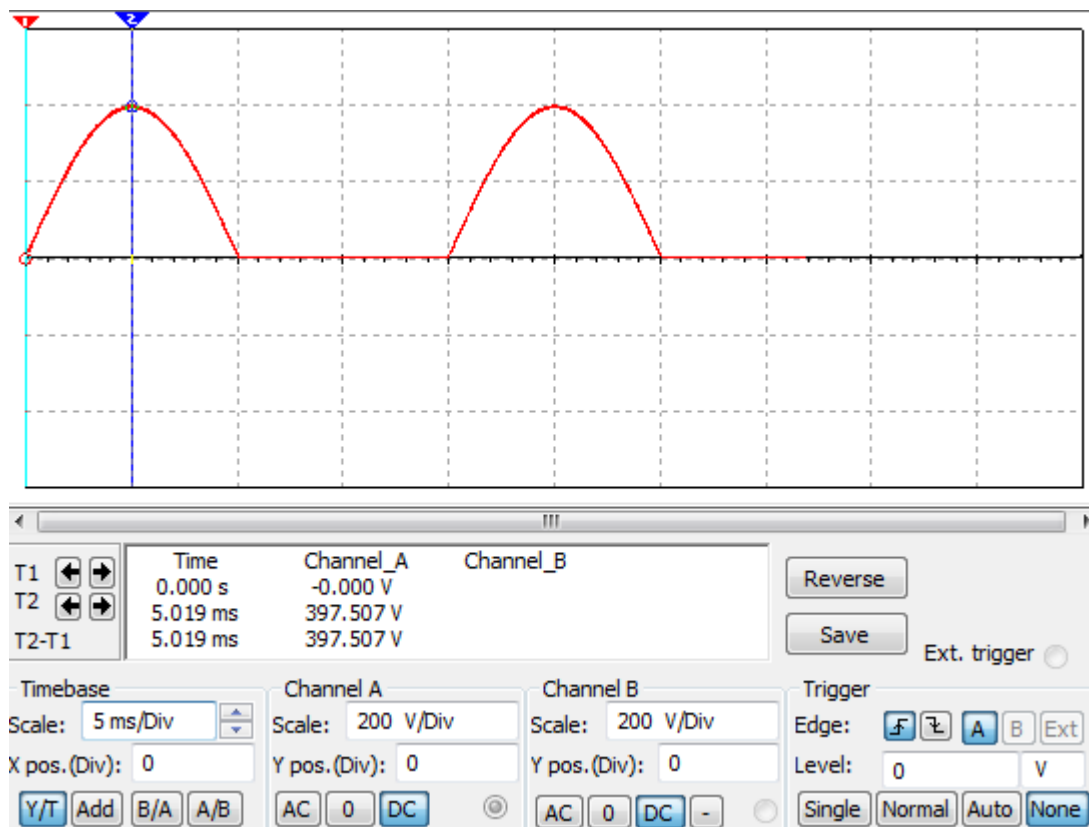 1 2
Time Channel_A Channel_B
T1 0.000 s -0.000 V
T2 5.019 ms 397.507 V
T2-T1 5.019 ms 397.507 V
Reverse
Save
Ext. trigger
Timebase
Scale: 5 ms/Div
X pos.(Div): 0
Y/T Add B/A A/B
Channel A
Scale: 200 V/Div
Y pos.(Div): 0
AC 0 DC
Channel B
Scale: 200 V/Div
Y pos.(Div): 0
AC 0 DC -
Trigger
Edge: A B Ext
Level: 0 V
Single Normal Auto None